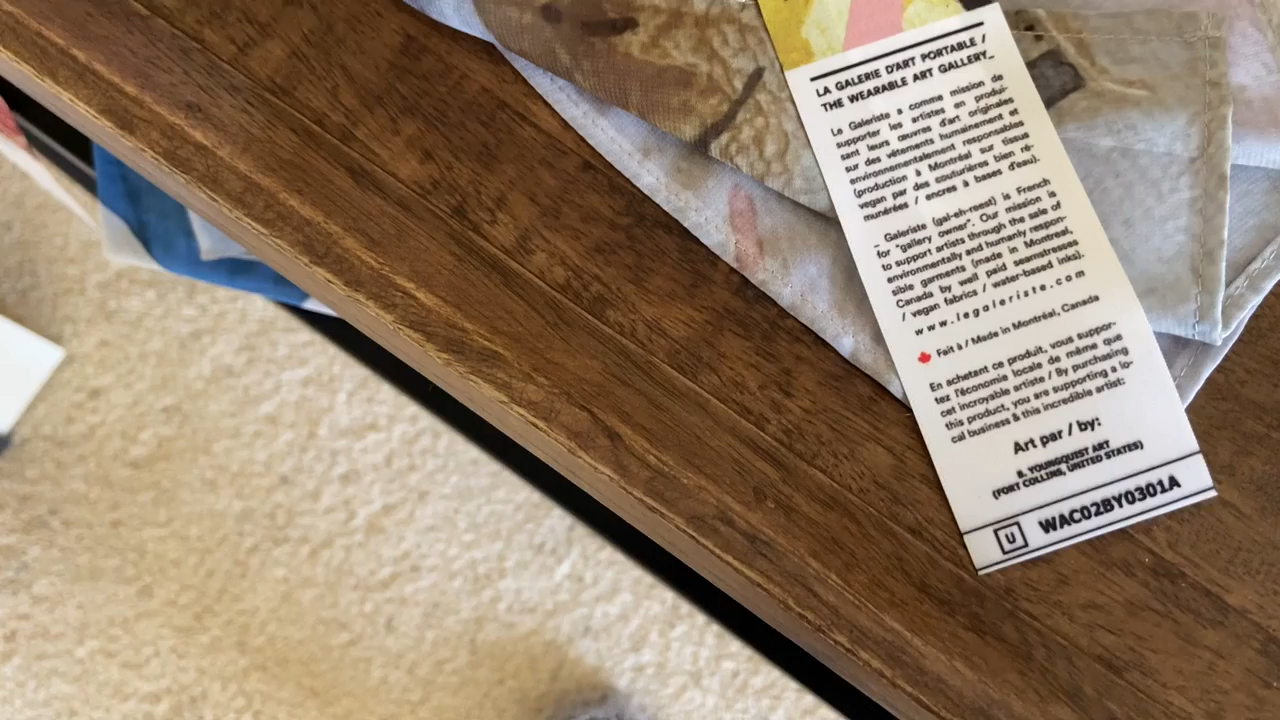 LA GALERIE D'ART PORTABLE /
THE WEARABLE ART GALLERY_
Le Galeriste a comme mission de
supporter les artistes en produi-
sant leurs œuvres d'art originales
sur des vêtements humainement et
environnementalement responsables
(production à Montréal sur tissus
vegan par des couturières bien ré-
munérées / encres à bases d'eau).
_ Galeriste (gal-eh-reest) is French
for "gallery owner". Our mission is
to support artists through the sale of
environmentally and humanly respon-
sible garments (made in Montreal,
Canada by well paid seamstresses
/ vegan fabrics / water-based inks).
www.legaleriste.com
Fait à / Made in Montréal, Canada
En achetant ce produit, vous suppor-
tez l'économie locale de même que
cet incroyable artiste / By purchasing
this product, you are supporting a lo-
cal business & this incredible artist:
Art par / by:
B. YOUNGQUIST ART
(FORT COLLINS, UNITED STATES)
U WAC02BY0301A